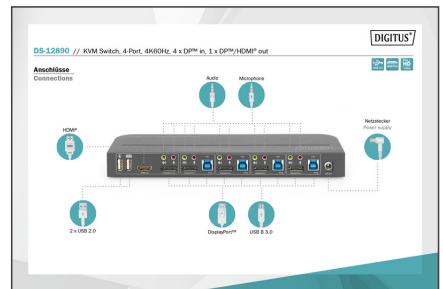 DIGITUS®
DS-12890 // KVM Switch, 4-Port, 4K60Hz, 4 x DP™ in, 1 x DP™/HDMI® out
Anschlüsse
Connections
Audio
Microphone
HDMI®
Netzstecker
Power supply
2 x USB 2.0
DisplayPort™
USB B 3.0